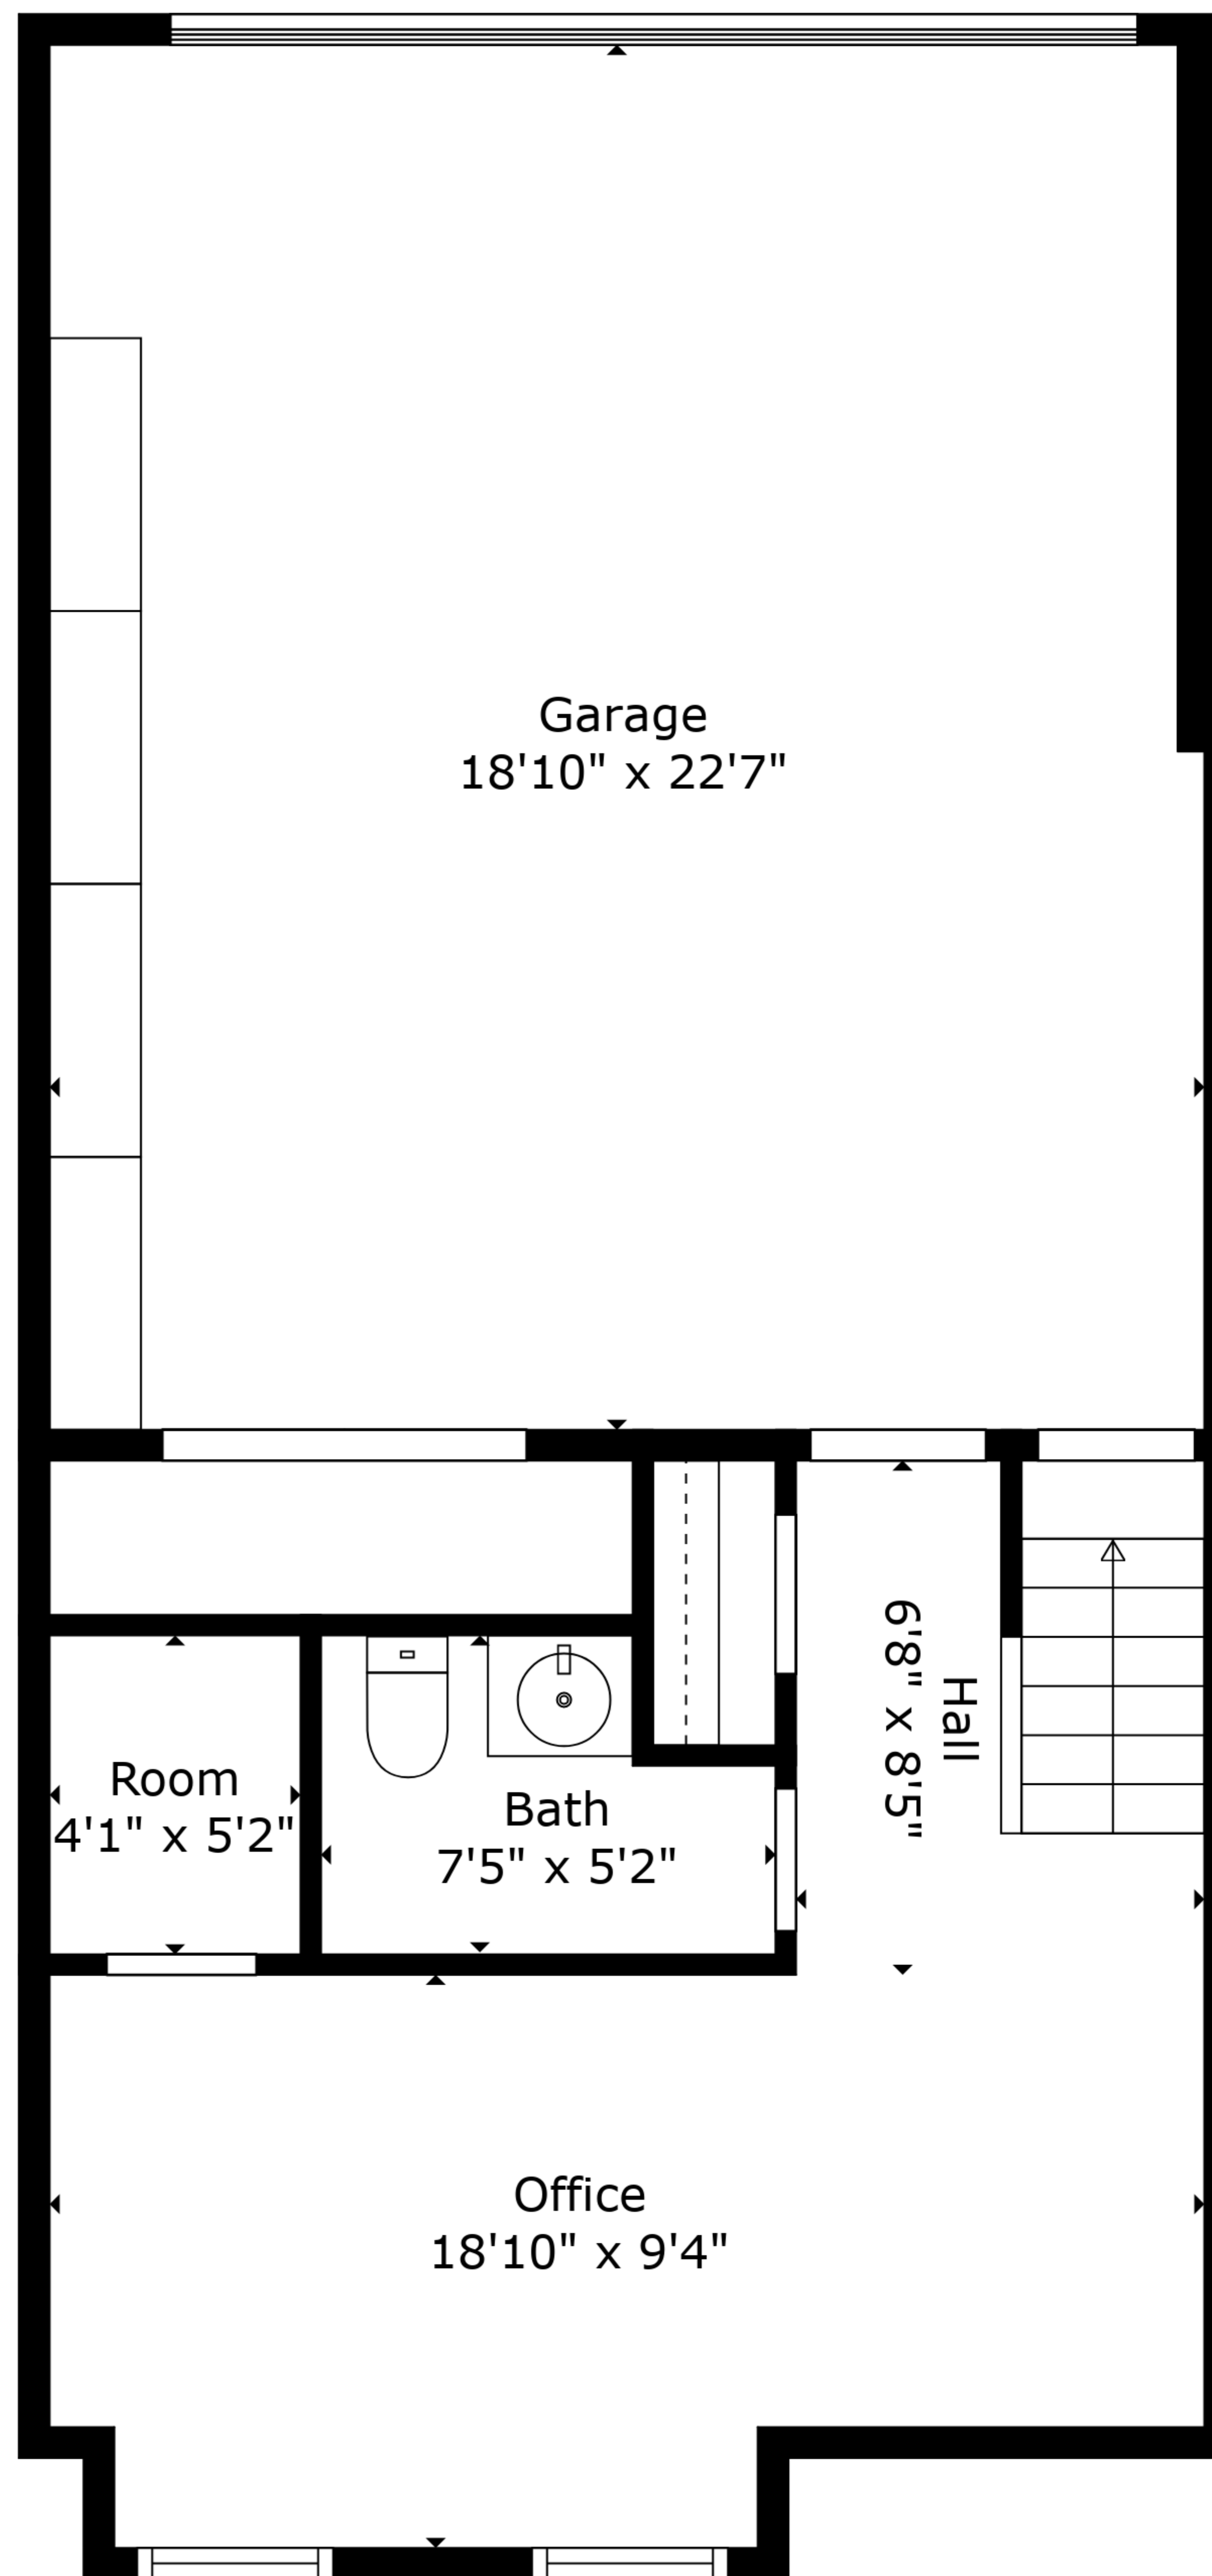 Garage
18'10" x 22'7"
Hall
6'8" x 8'5"
Room
4'1" x 5'2"
Bath
7'5" x 5'2"
Office
18'10" x 9'4"